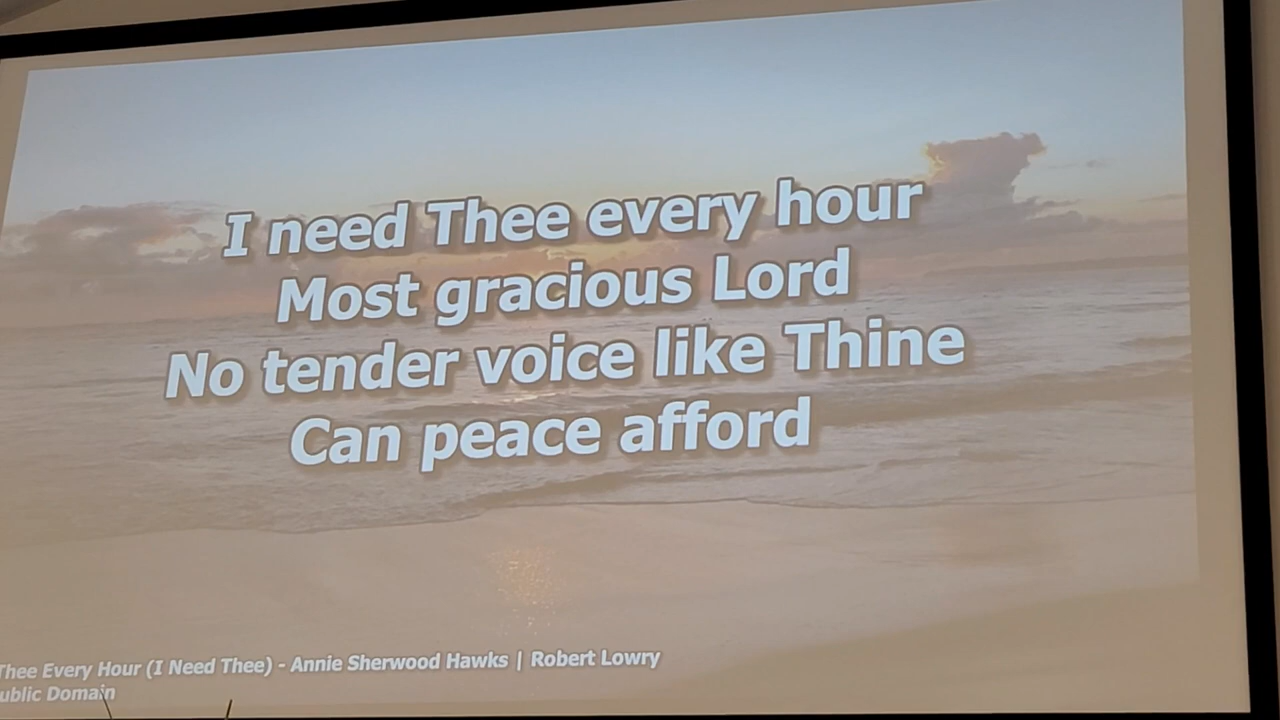 I need Thee every hour
Most gracious Lord
No tender voice like Thine
Can peace afford
Thee Every Hour (I Need Thee) - Annie Sherwood Hawks | Robert Lowry
ublic Domain